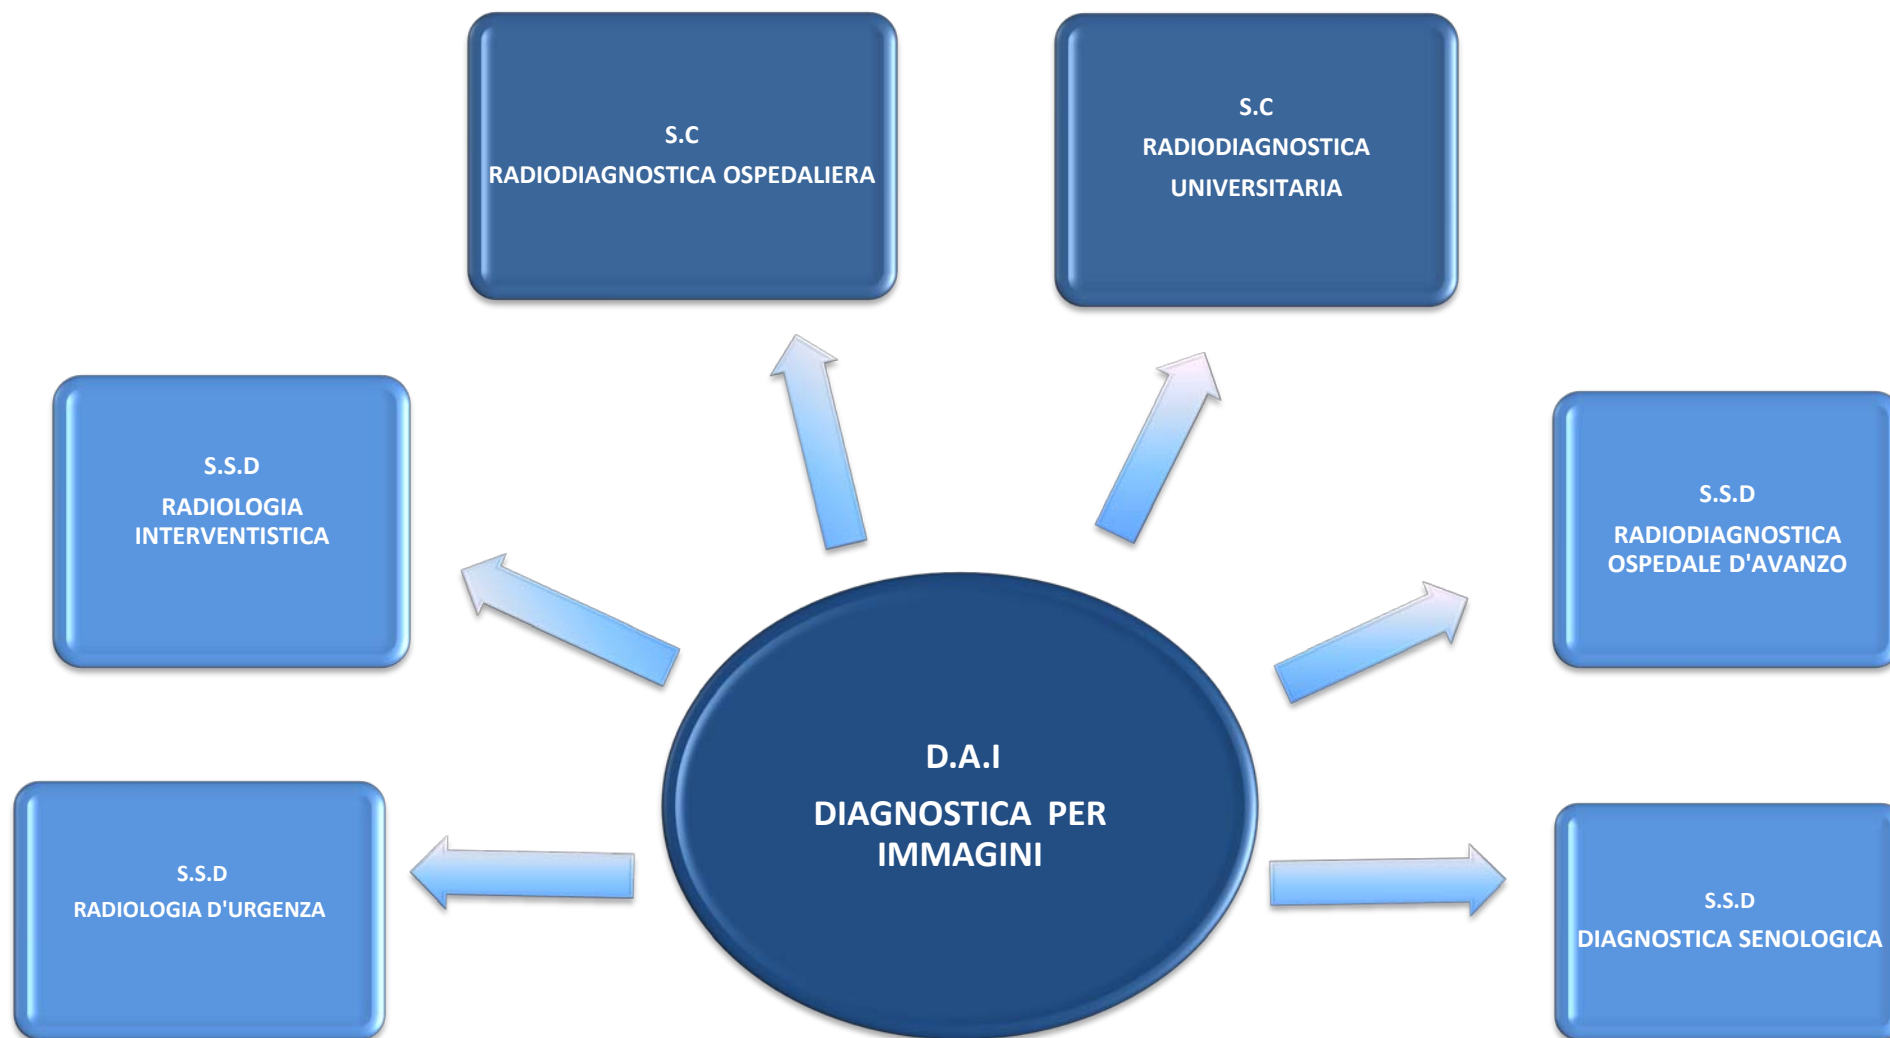 S.C
RADIODIAGNOSTICA OSPEDALIERA
S.C
RADIODIAGNOSTICA
UNIVERSITARIA
S.S.D
RADIOLOGIA
INTERVENTISTICA
S.S.D
RADIODIAGNOSTICA
OSPEDALE D'AVANZO
D.A.I
DIAGNOSTICA PER
IMMAGINI
S.S.D
RADIOLOGIA D'URGENZA
S.S.D
DIAGNOSTICA SENOLOGICA